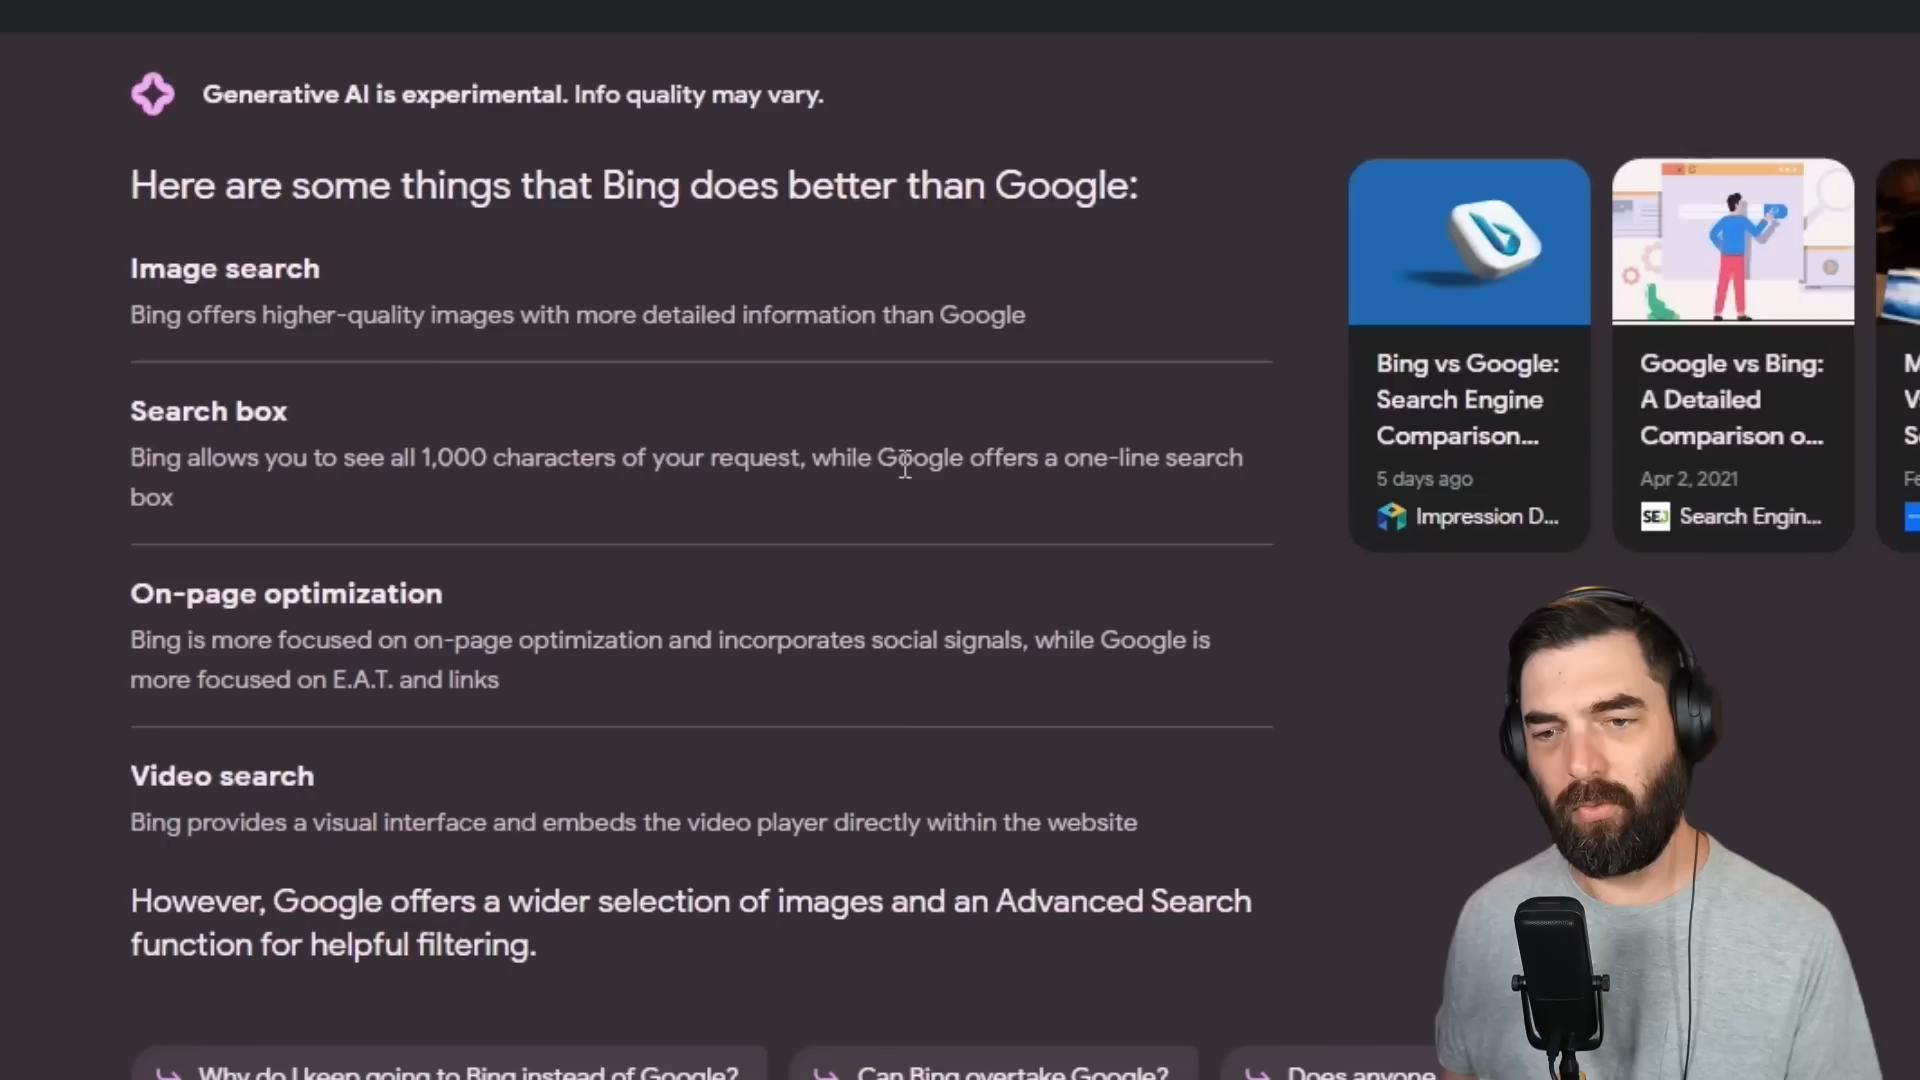 Generative AI is experimental. Info quality may vary.
Here are some things that Bing does better than Google:
Image search
Bing offers higher-quality images with more detailed information than Google
Search box
Bing allows you to see all 1,000 characters of your request, while Google offers a one-line search
box
On-page optimization
Bing is more focused on on-page optimization and incorporates social signals, while Google is
more focused on E.A.T. and links
Video search
Bing provides a visual interface and embeds the video player directly within the website
However, Google offers a wider selection of images and an Advanced Search
function for helpful filtering.
Bing vs Google:
Search Engine
Comparison...
5 days ago
Impression D...
Google vs Bing:
A Detailed
Comparison o...
Apr 2, 2021
SEJ Search Engin...
Why do I keep going to Bing instead of Google?
Can Bing overtake Google?
Does anyone